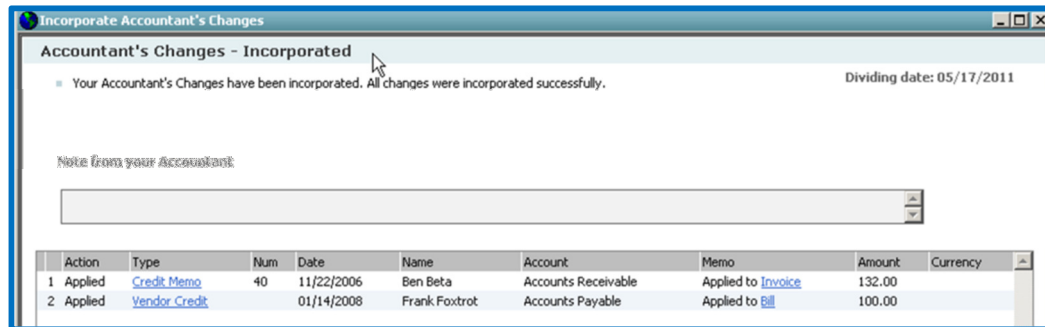 Incorporate Accountant's Changes
Accountant's Changes - Incorporated
Your Accountant's Changes have been incorporated. All changes were incorporated successfully.
Dividing date: 05/17/2011
Note from your Accountant
Action Type Num Date Name Account Memo Amount Currency
1 Applied Credit Memo 40 11/22/2006 Ben Beta Accounts Receivable Applied to Invoice 132.00
2 Applied Vendor Credit 01/14/2008 Frank Foxtrot Accounts Payable Applied to Bill 100.00